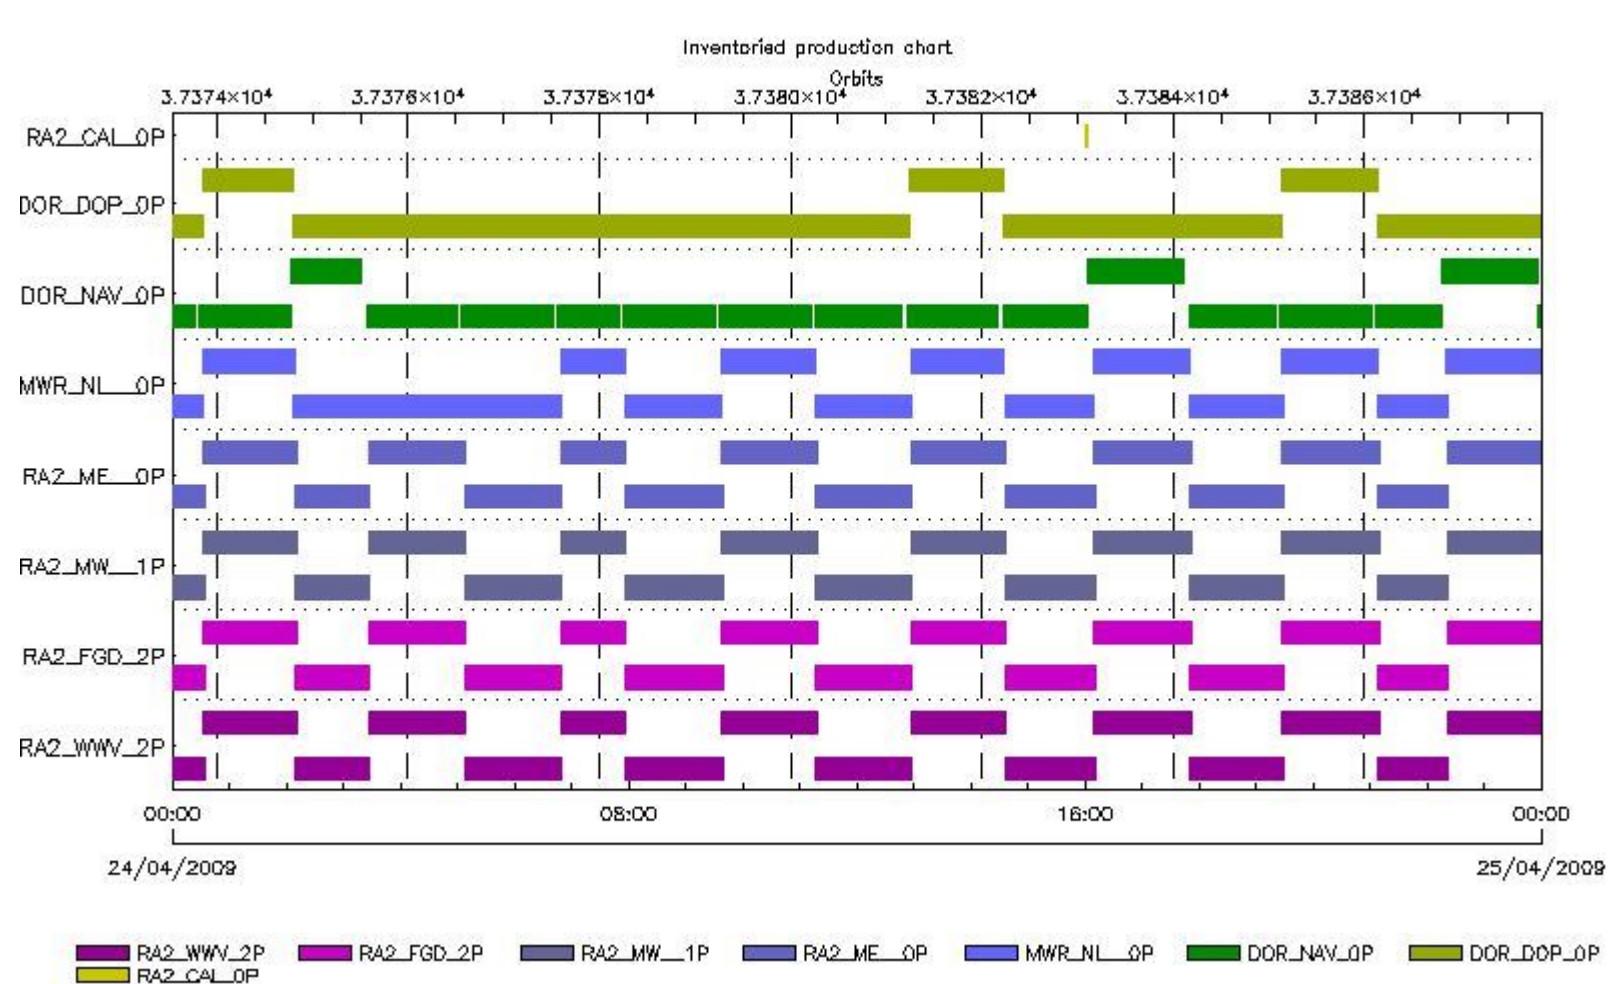 Inventoried production chart
Orbits
3.7374×10⁴ 3.7376×10⁴ 3.7378×10⁴ 3.7380×10⁴ 3.7382×10⁴ 3.7384×10⁴ 3.7386×10⁴
RA2_CAL_0P
DOR_DOP_0P
DOR_NAV_0P
MWR_NL__0P
RA2_ME__0P
RA2_MW__1P
RA2_FGD_2P
RA2_WWV_2P
00:00 08:00 16:00 00:00
24/04/2009 25/04/2009
RA2_WWV_2P RA2_FGD_2P RA2_MW__1P RA2_ME__0P MWR_NL__0P DOR_NAV_0P DOR_DOP_0P
RA2_CAL_0P